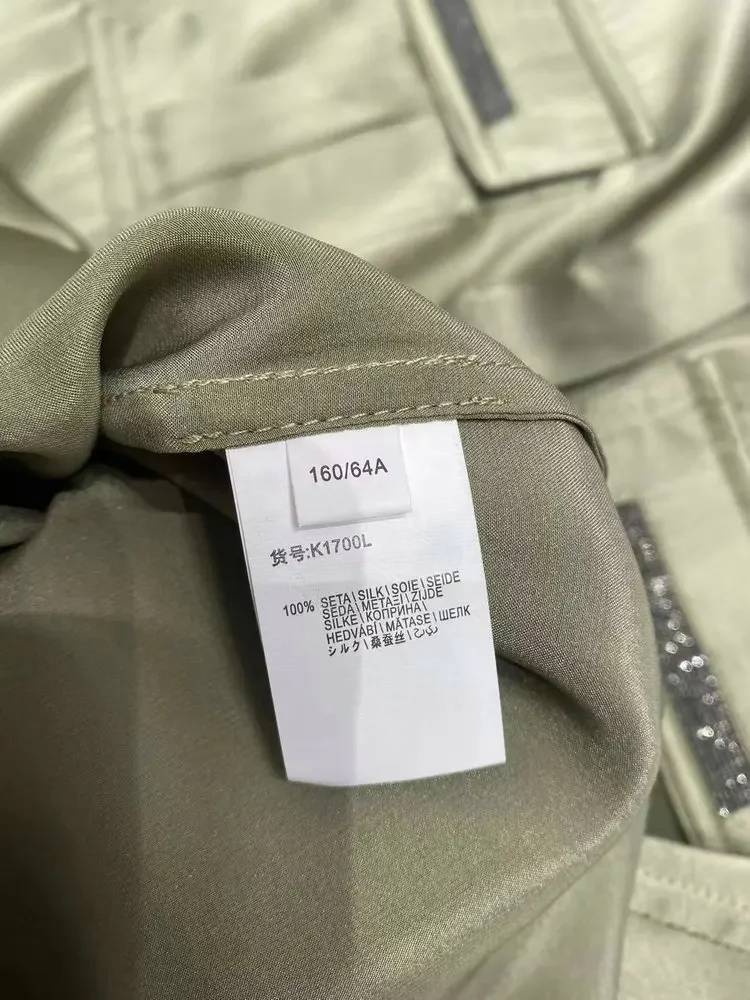 160/64A
货号:K1700L
100% SETA\SILK\SOIE\SEIDE
SEDA\ΜΕΤΑΞΙ\ZIJDE
SILKE\КОПРИНА\
HEDVÁBÍ\MĂTASE\ШЕЛК
シルク\桑蚕丝\